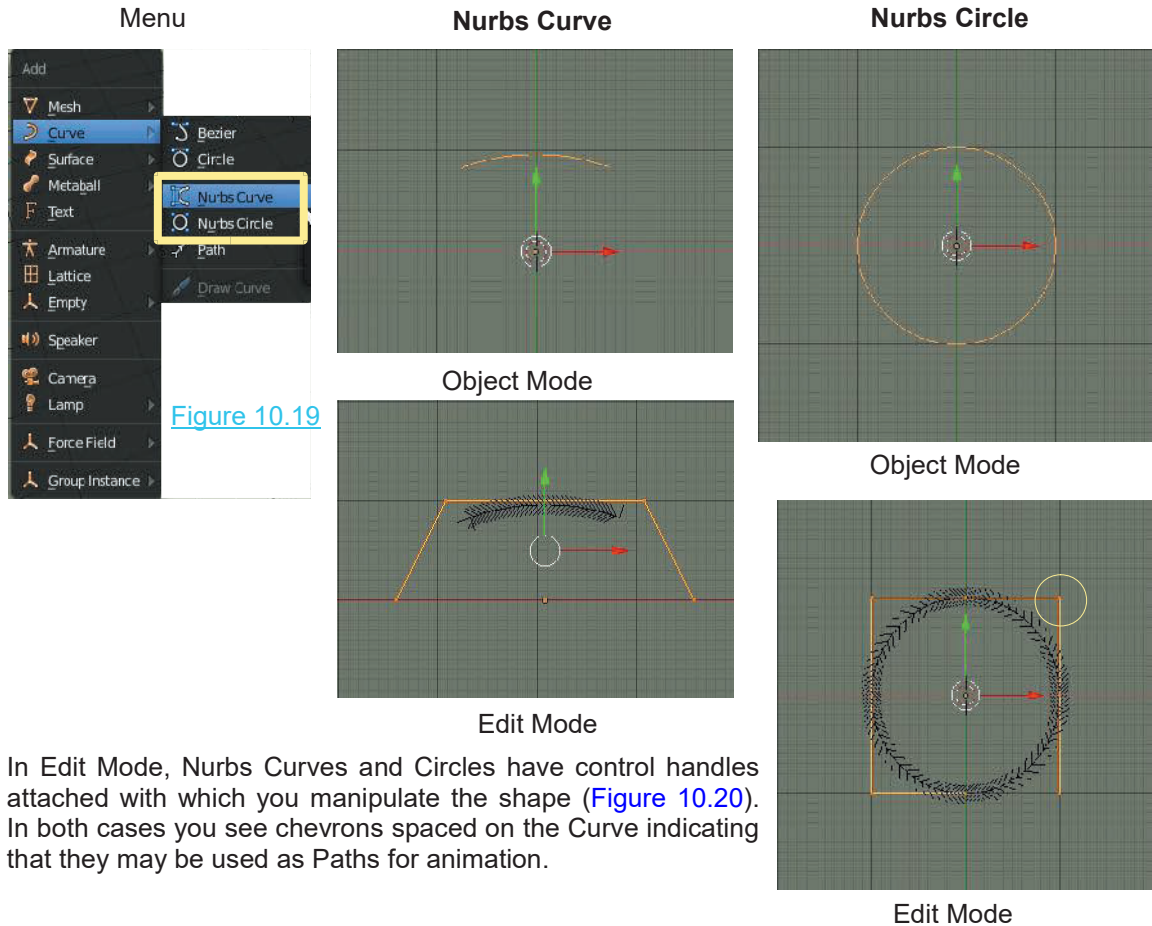 Menu
Nurbs Curve
Nurbs Circle
Add
Mesh
Curve
Surface
Metaball
Text
Armature
Lattice
Empty
Speaker
Camera
Lamp
Force Field
Group Instance
Bezier
Circle
Nurbs Curve
Nurbs Circle
Path
Draw Curve
Figure 10.19
Object Mode
Object Mode
Edit Mode
In Edit Mode, Nurbs Curves and Circles have control handles
attached with which you manipulate the shape (Figure 10.20).
In both cases you see chevrons spaced on the Curve indicating
that they may be used as Paths for animation.
Edit Mode